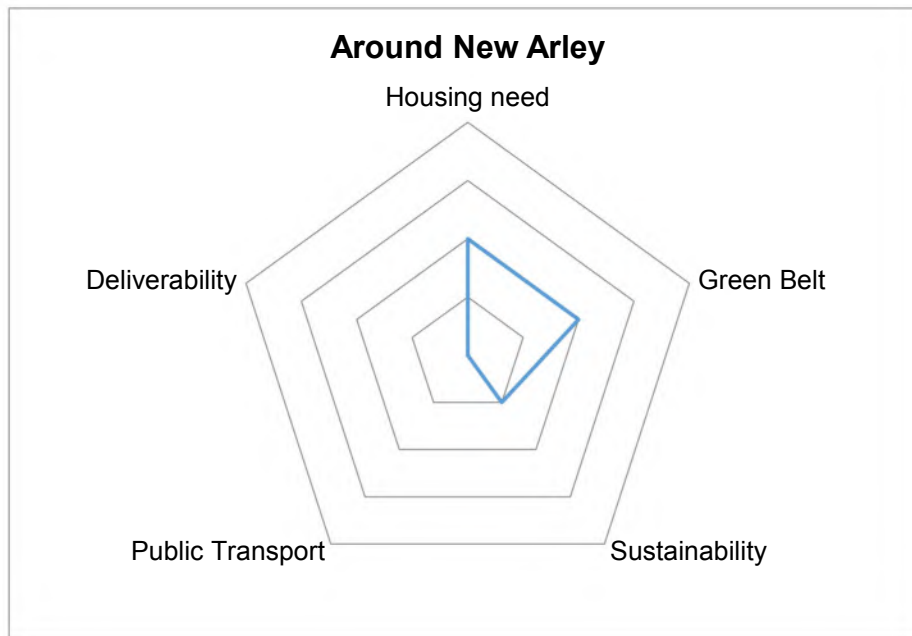 Around New Arley
Housing need
Deliverability
Green Belt
Public Transport
Sustainability